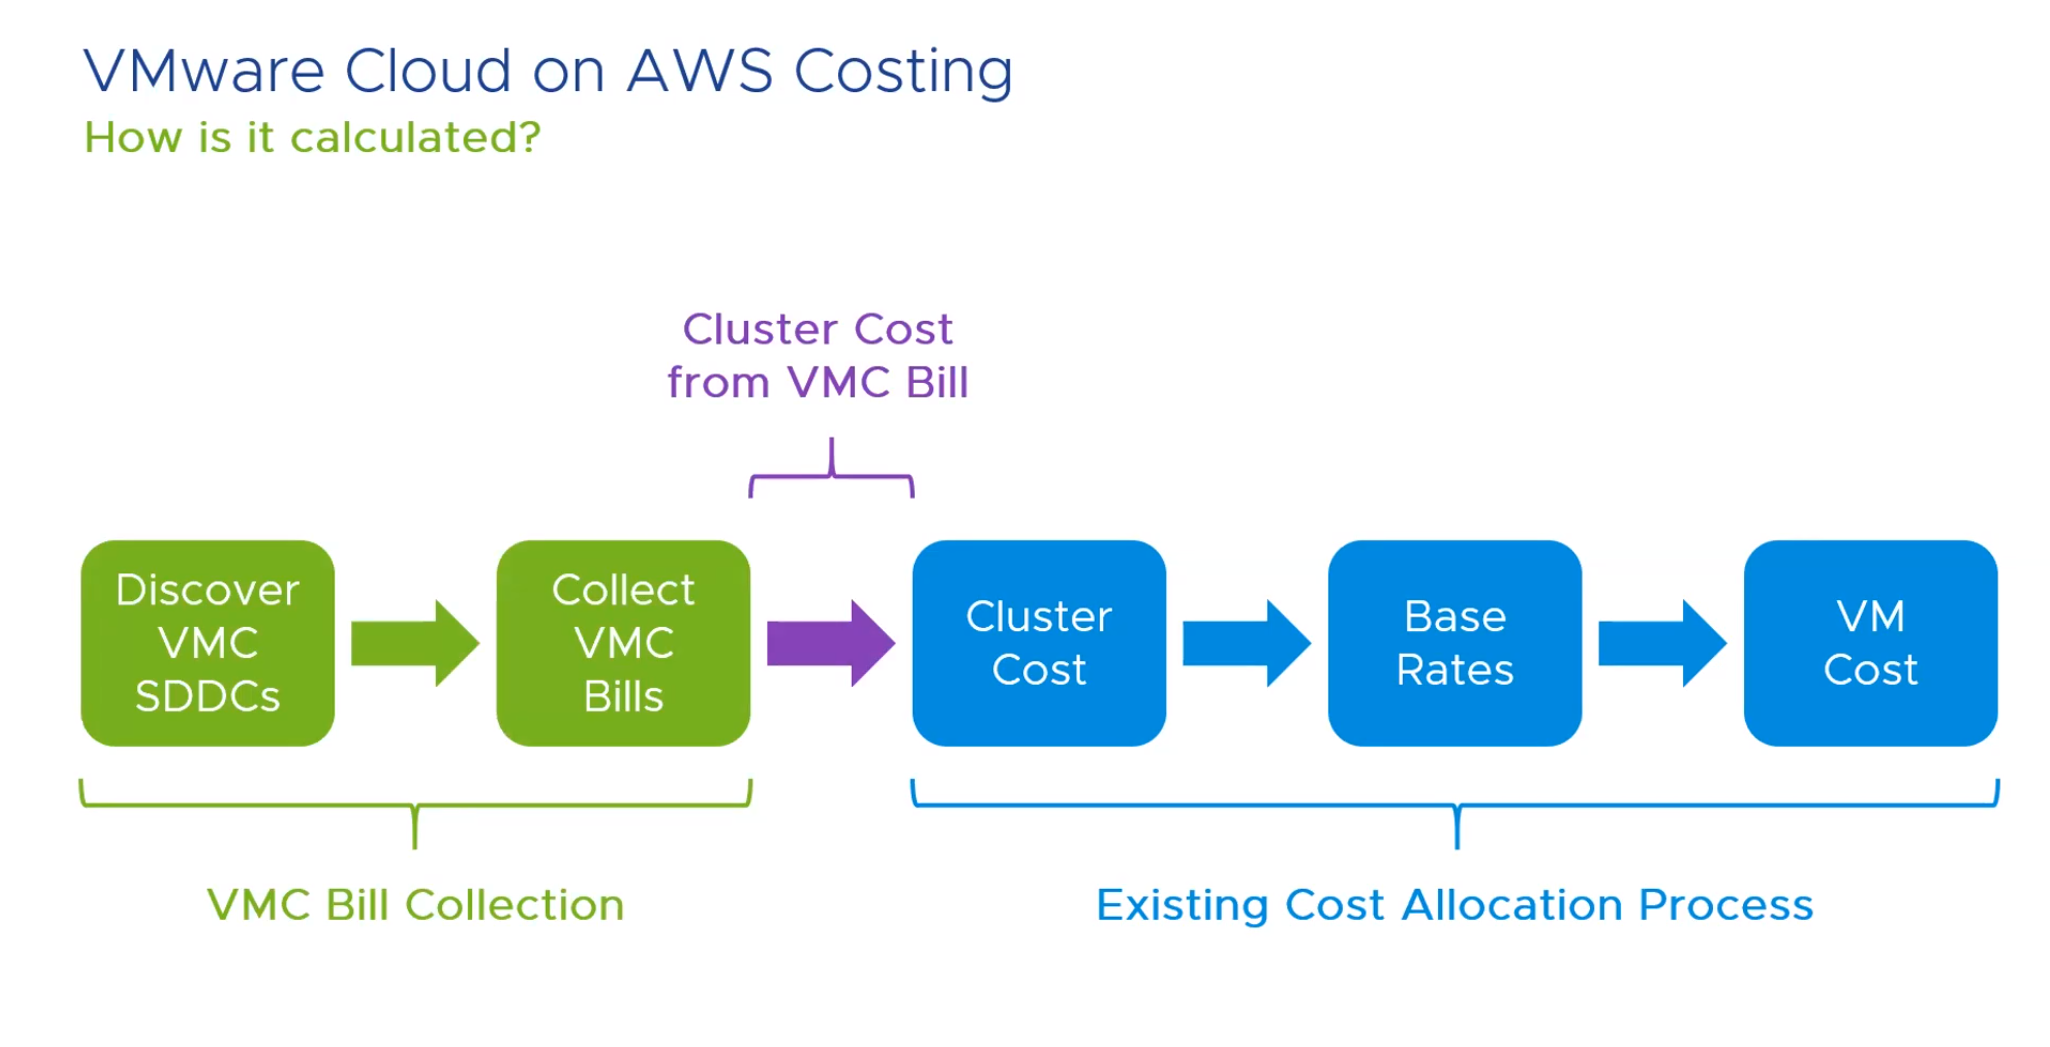 VMware Cloud on AWS Costing
How is it calculated?
Cluster Cost
from VMC Bill
Discover
VMC
SDDCs
Collect
VMC
Bills
Cluster
Cost
Base
Rates
VM
Cost
VMC Bill Collection
Existing Cost Allocation Process